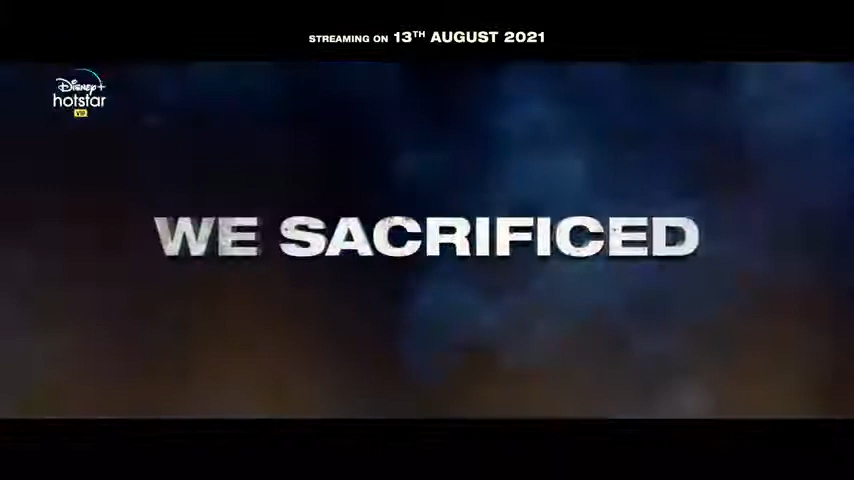 STREAMING ON 13TH AUGUST 2021
Disney+
hotstar
VIP
WE SACRIFICED